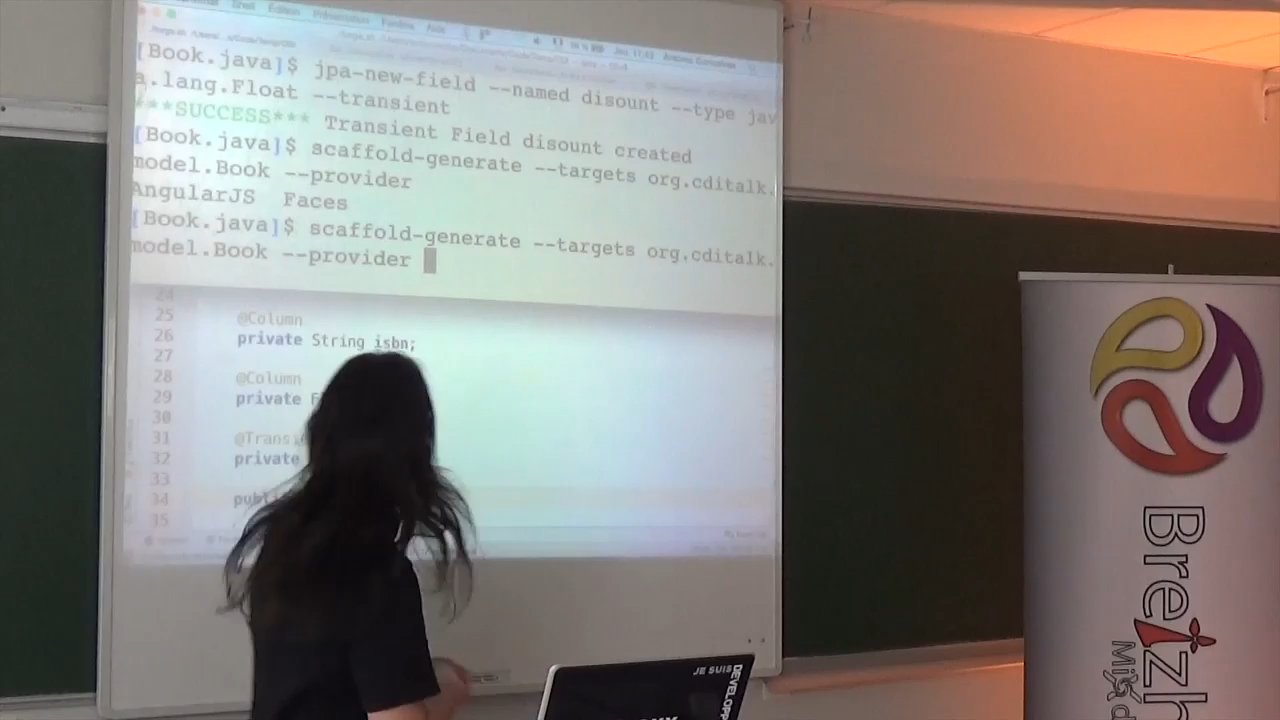 [Book.java]$ jpa-new-field --named disount --type jav
a.lang.Float --transient
***SUCCESS*** Transient Field disount created
[Book.java]$ scaffold-generate --targets org.cditalk.
model.Book --provider
AngularJS Faces
[Book.java]$ scaffold-generate --targets org.cditalk.
model.Book --provider
24
25 @Column
26 private String isbn;
27
28 @Column
29 private F
30
31 @Transi
32 private
33
34 publi
35
JE SUIS
DEVELOPP
Breizh